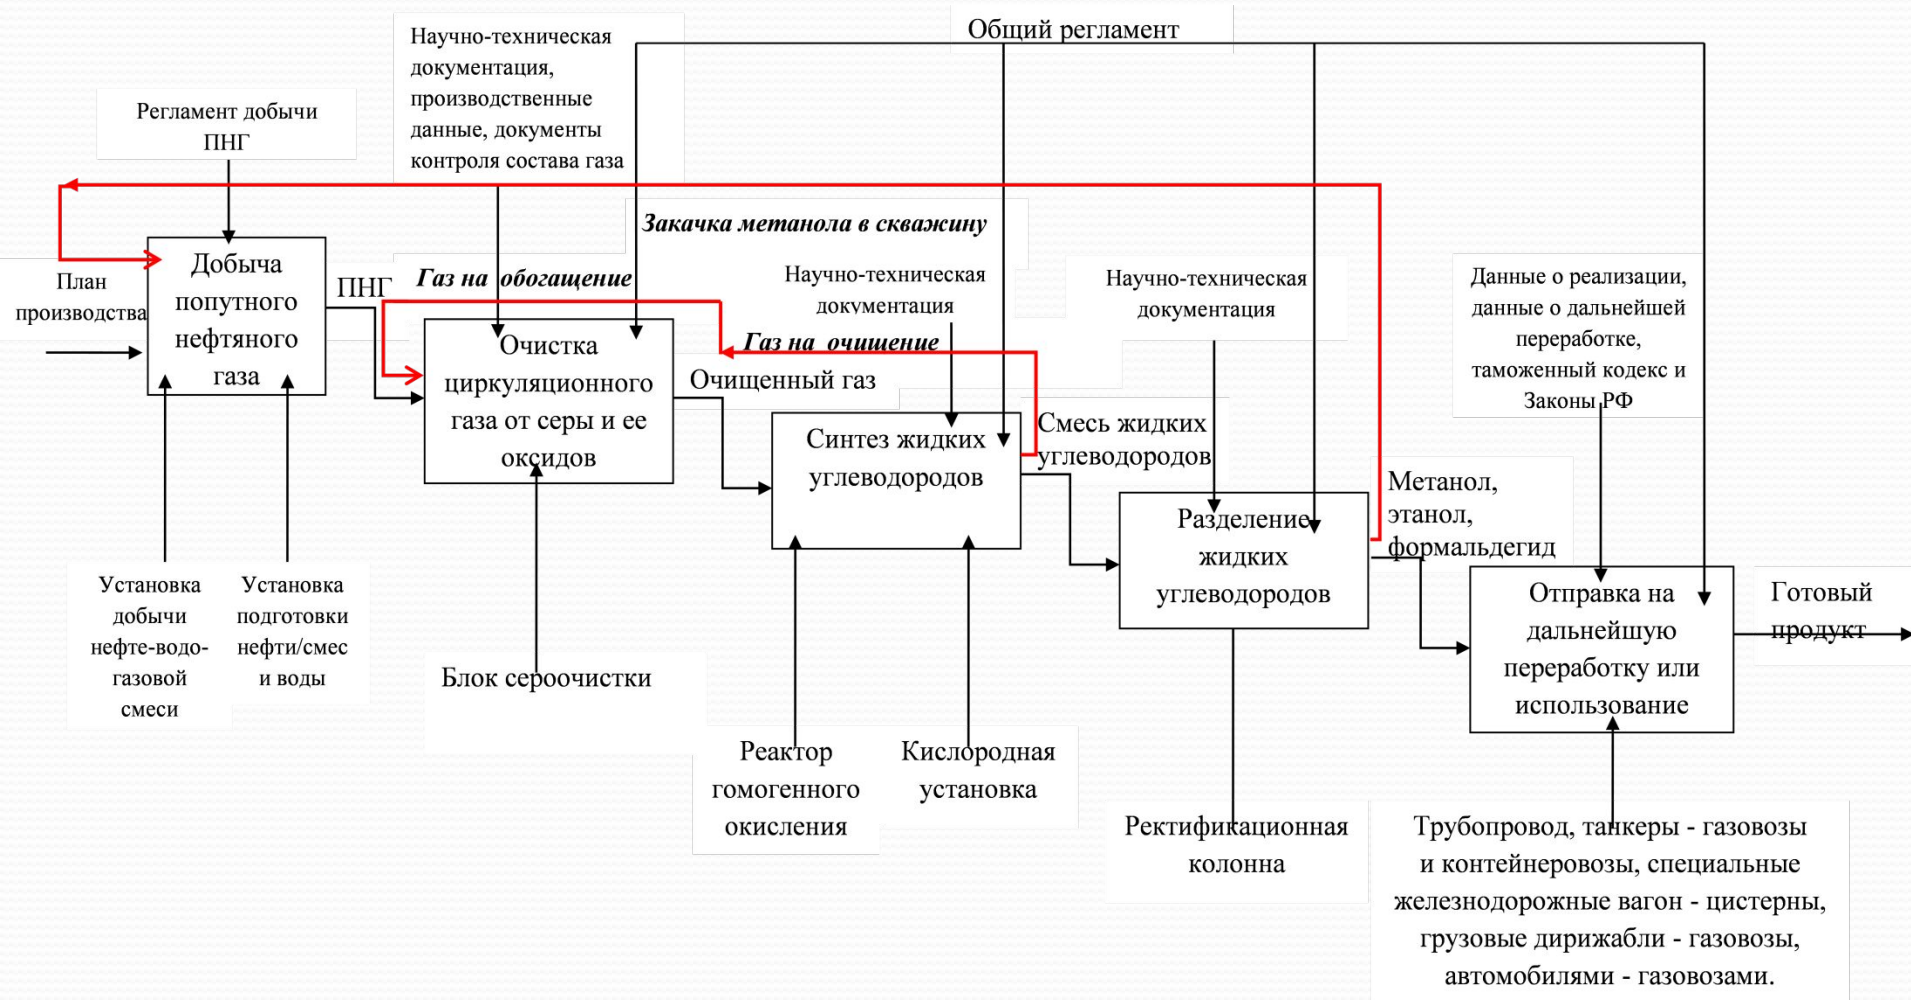 Общий регламент
Научно-техническая
документация,
производственные
данные, документы
контроля состава газа
Регламент добычи
ПНГ
Закачка метанола в скважину
Добыча
попутного
нефтяного
газа
План
производства
ПНГ
Газ на обогащение
Научно-техническая
документация
Научно-техническая
документация
Данные о реализации,
данные о дальнейшей
переработке,
таможенный кодекс и
Законы РФ
Газ на очишение
Очистка
циркуляционного
газа от серы и ее
оксидов
Очищенный газ
Синтез жидких
углеводородов
Смесь жидких
углеводородов
Разделение
жидких
углеводородов
Метанол,
этанол,
формальдегид
Отправка на
дальнейшую
переработку или
использование
Готовый
продукт
Установка
добычи
нефте-водо-
газовой
смеси
Установка
подготовки
нефти/смес
и воды
Блок сероочистки
Реактор
гомогенного
окисления
Кислородная
установка
Ректификационная
колонна
Трубопровод, танкеры - газовозы
и контейнеровозы, специальные
железнодорожные вагон - цистерны,
грузовые дирижабли - газовозы,
автомобилями - газовозами.